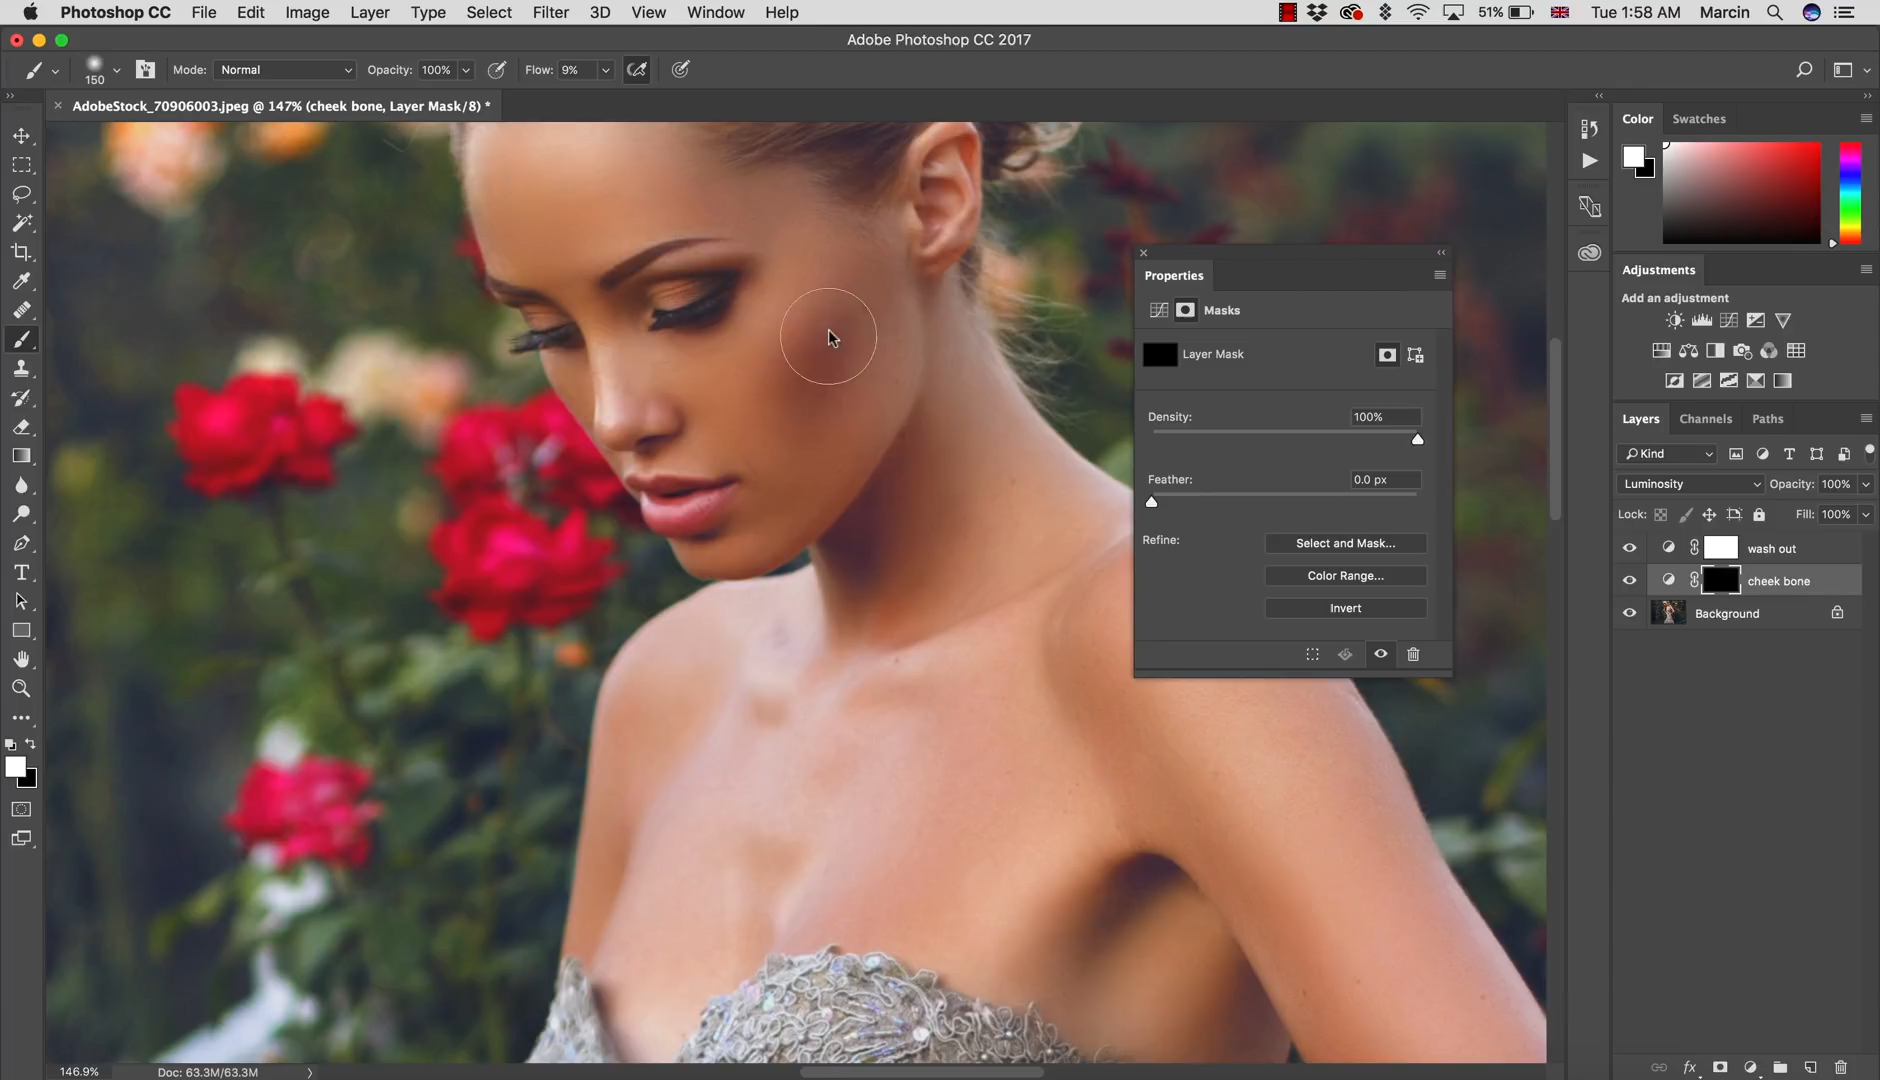 Photoshop CC File Edit Image Layer Type Select Filter 3D View Window Help 51% Tue 1:58 AM Marcin
Adobe Photoshop CC 2017
150 Mode: Normal Opacity: 100% Flow: 9%
AdobeStock_70906003.jpeg @ 147% (cheek bone, Layer Mask/8) *
Color Swatches
Adjustments
Add an adjustment
Properties
Masks
Layer Mask
Density: 100%
Feather: 0.0 px
Refine: Select and Mask...
Color Range...
Invert
Layers Channels Paths
Kind
Luminosity Opacity: 100%
Lock: Fill: 100%
wash out
cheek bone
Background
146.9% Doc: 63.3M/63.3M